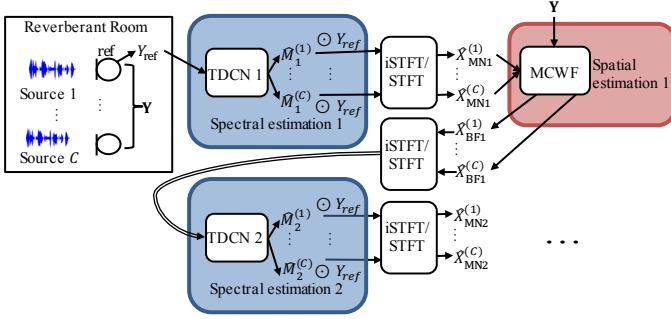 Reverberant Room
ref
Y_ref
Source 1
⋮
Source C
Y
TDCN 1
M̂_1^(1) ⊙ Y_ref
⋮ ⋮
M̂_1^(C) ⊙ Y_ref
Spectral estimation 1
iSTFT/
STFT
X̂_MN1^(1)
⋮
X̂_MN1^(C)
Y
MCWF
Spatial
estimation 1
iSTFT/
STFT
X̂_BF1^(1)
⋮
X̂_BF1^(C)
TDCN 2
M̂_2^(1) ⊙ Y_ref
⋮ ⋮
M̂_2^(C) ⊙ Y_ref
Spectral estimation 2
iSTFT/
STFT
X̂_MN2^(1)
⋮
X̂_MN2^(C)
...